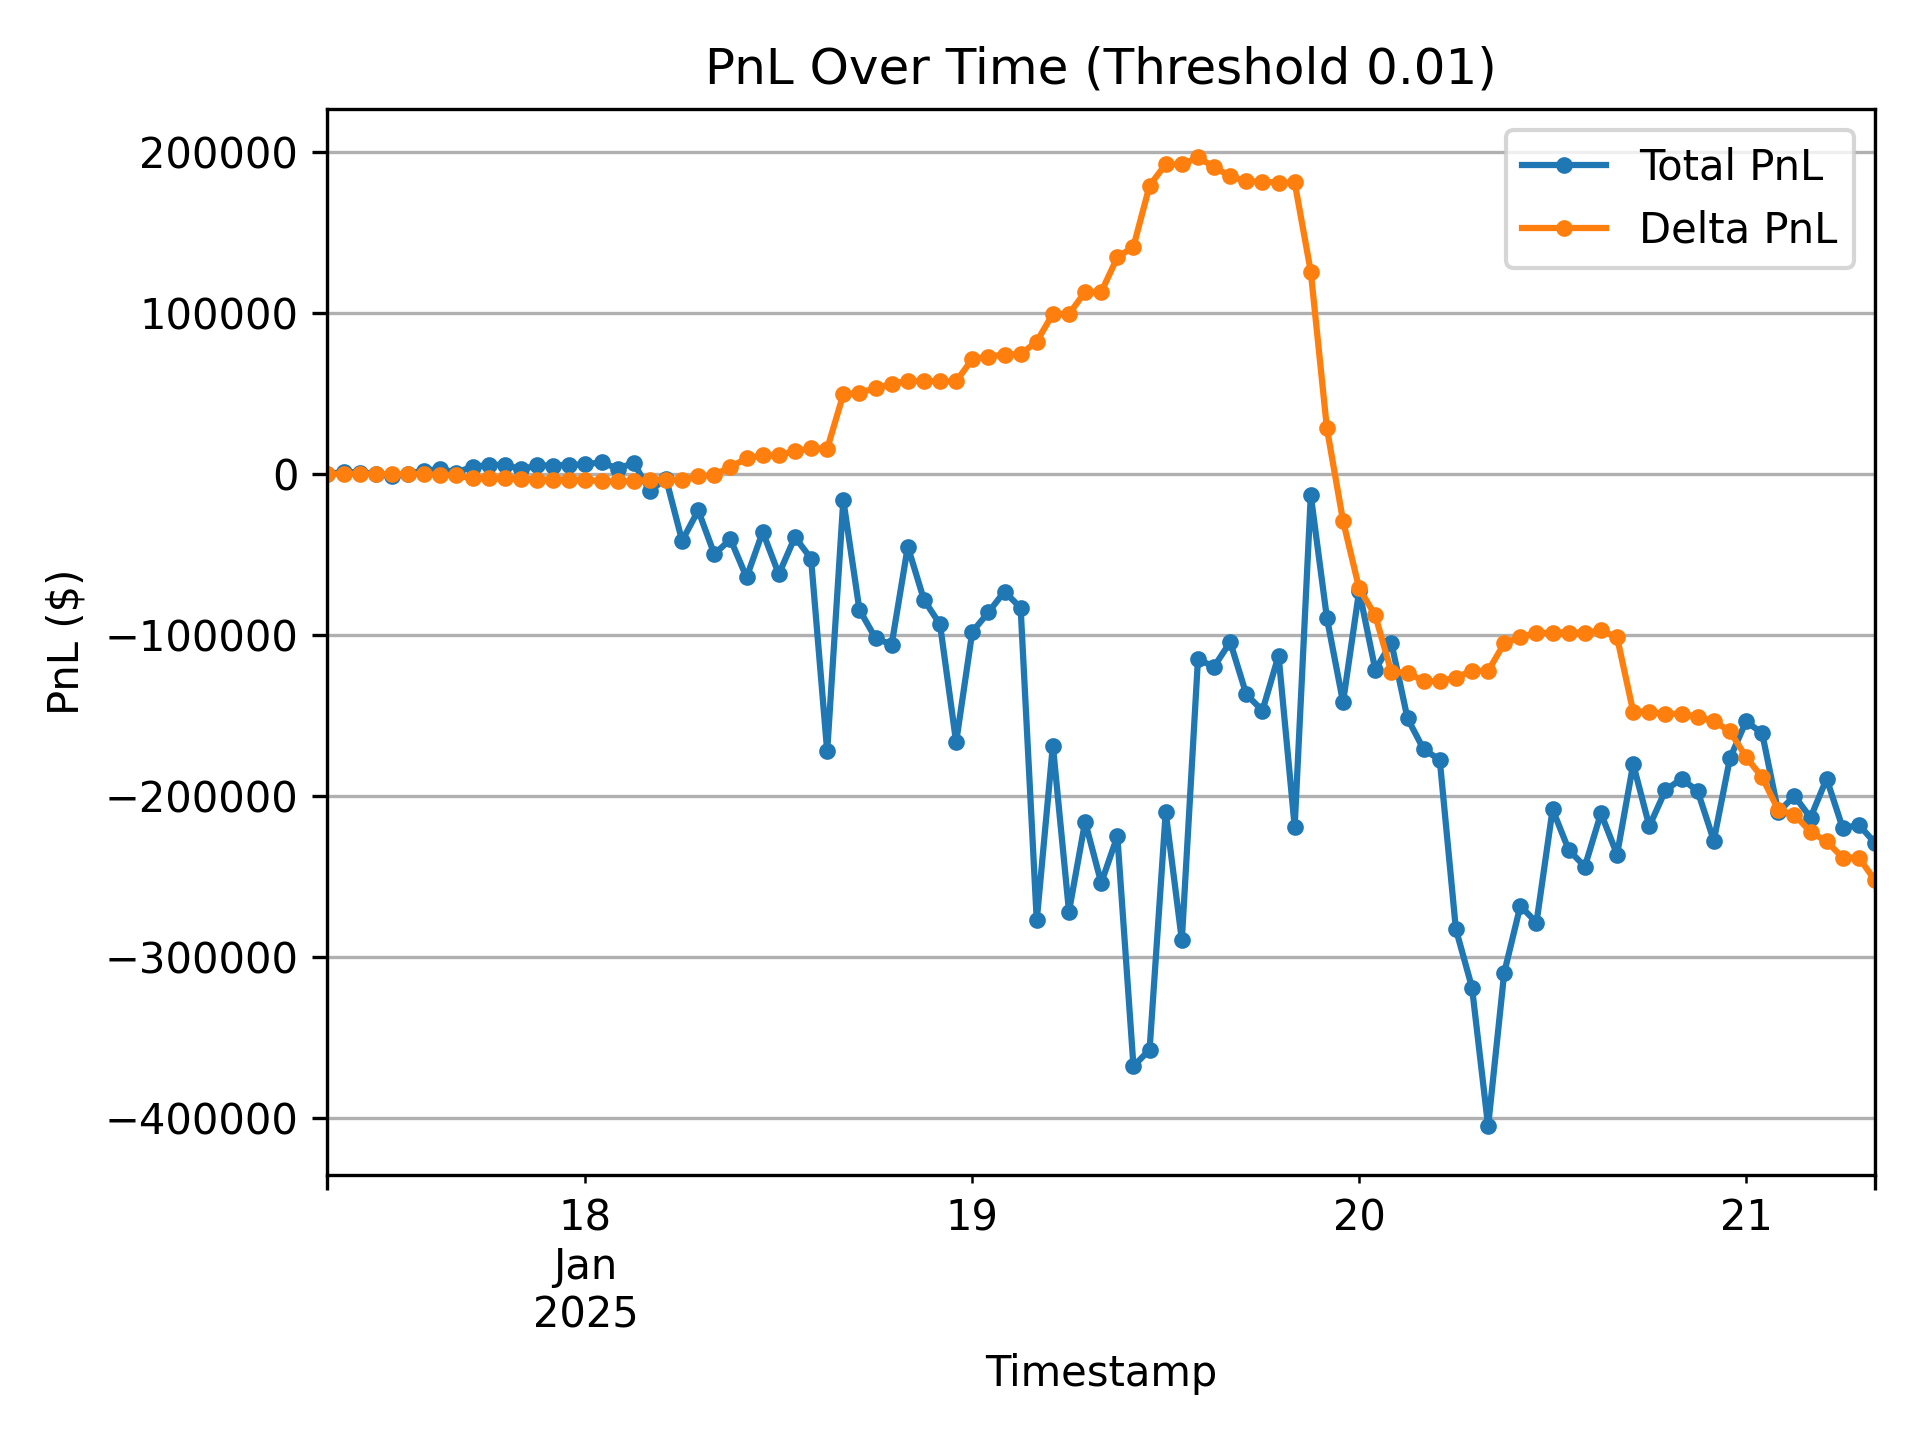 PnL Over Time (Threshold 0.01)
Total PnL
Delta PnL
200000
100000
0
−100000
−200000
−300000
−400000
PnL ($)
18
19
20
21
Jan
2025
Timestamp